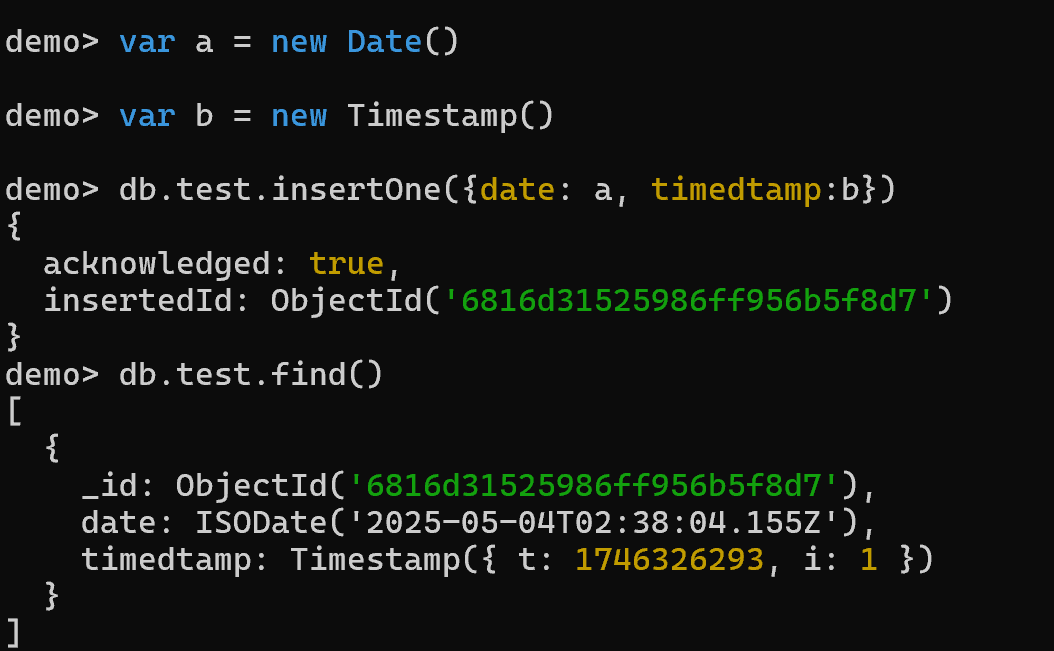 demo> var a = new Date()
demo> var b = new Timestamp()
demo> db.test.insertOne({date: a, timedtamp:b})
{
  acknowledged: true,
  insertedId: ObjectId('6816d31525986ff956b5f8d7')
}
demo> db.test.find()
[
  {
    _id: ObjectId('6816d31525986ff956b5f8d7'),
    date: ISODate('2025-05-04T02:38:04.155Z'),
    timedtamp: Timestamp({ t: 1746326293, i: 1 })
  }
]